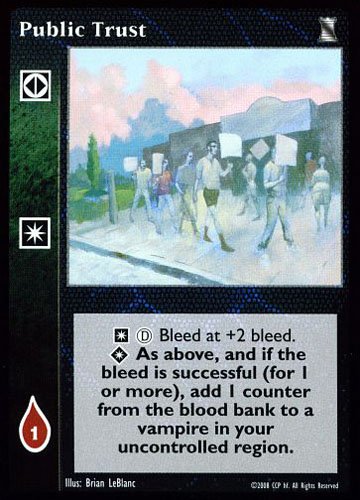 Public Trust
D Bleed at +2 bleed.
As above, and if the
bleed is successful (for 1
or more), add 1 counter
from the blood bank to a
vampire in your
uncontrolled region.
1
Illus: Brian LeBlanc
©2008 CCP hf. All Rights Reserved